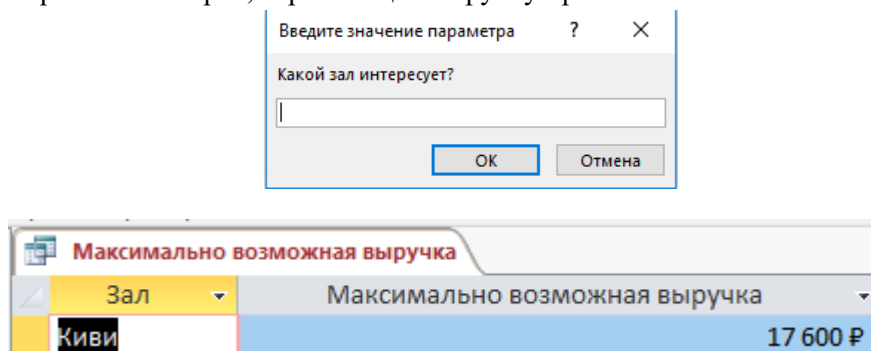 Введите значение параметра ? ×
Какой зал интересует?
ОК Отмена
Максимально возможная выручка
Зал Максимально возможная выручка
Киви 17 600 ₽